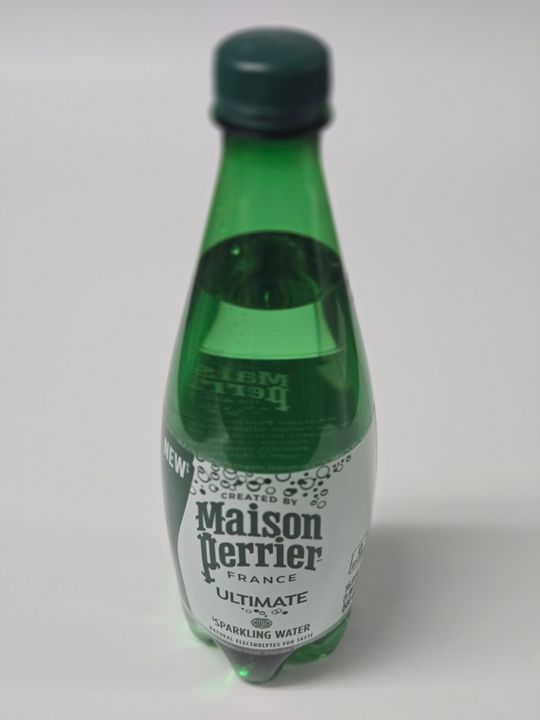 NEW
CREATED BY
Maison
perrier
FRANCE
ULTIMATE
SPARKLING WATER
NATURAL ELECTROLYTES FOR TASTE